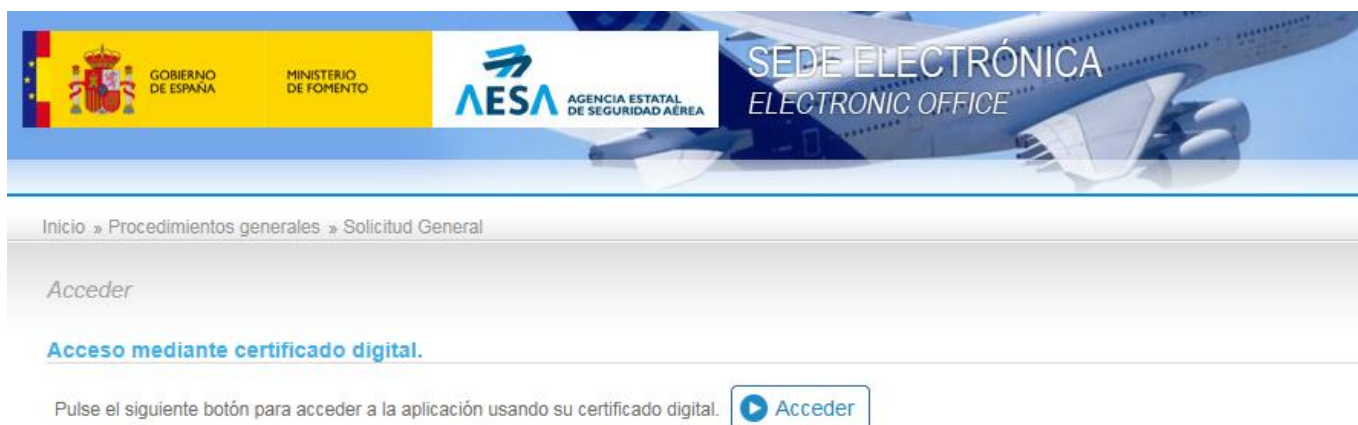 GOBIERNO
DE ESPAÑA
MINISTERIO
DE FOMENTO
AESA
AGENCIA ESTATAL
DE SEGURIDAD AÉREA
SEDE ELECTRÓNICA
ELECTRONIC OFFICE
Inicio » Procedimientos generales » Solicitud General
Acceder
Acceso mediante certificado digital.
Pulse el siguiente botón para acceder a la aplicación usando su certificado digital. Acceder